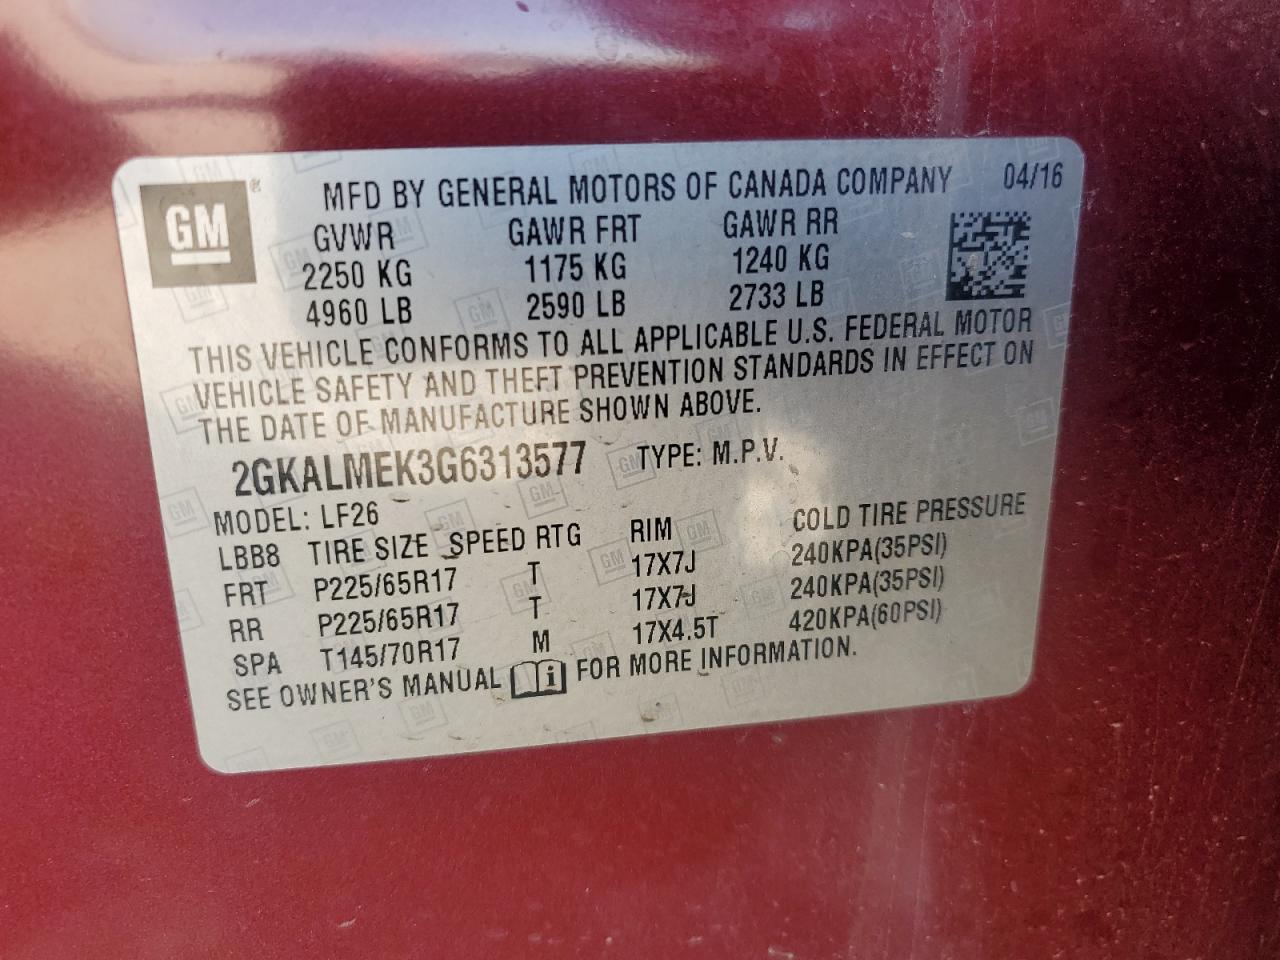 GM ®
MFD BY GENERAL MOTORS OF CANADA COMPANY 04/16
GVWR GAWR FRT GAWR RR
2250 KG 1175 KG 1240 KG
4960 LB 2590 LB 2733 LB
THIS VEHICLE CONFORMS TO ALL APPLICABLE U.S. FEDERAL MOTOR
VEHICLE SAFETY AND THEFT PREVENTION STANDARDS IN EFFECT ON
THE DATE OF MANUFACTURE SHOWN ABOVE.
2GKALMEK3G6313577 TYPE: M.P.V.
MODEL: LF26
LBB8 TIRE SIZE SPEED RTG RIM COLD TIRE PRESSURE
FRT P225/65R17 T 17X7J 240KPA(35PSI)
RR P225/65R17 T 17X7J 240KPA(35PSI)
SPA T145/70R17 M 17X4.5T 420KPA(60PSI)
SEE OWNER'S MANUAL i FOR MORE INFORMATION.